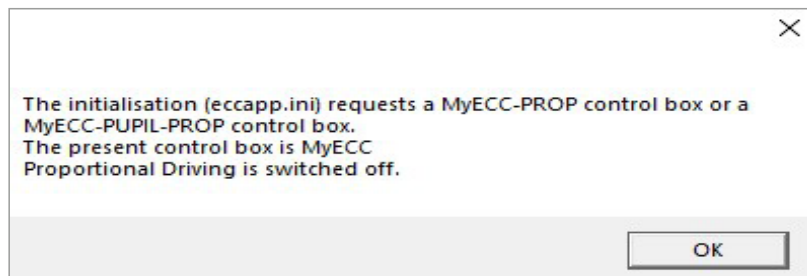 The initialisation (eccapp.ini) requests a MyECC-PROP control box or a
MyECC-PUPIL-PROP control box.
The present control box is MyECC
Proportional Driving is switched off.
OK